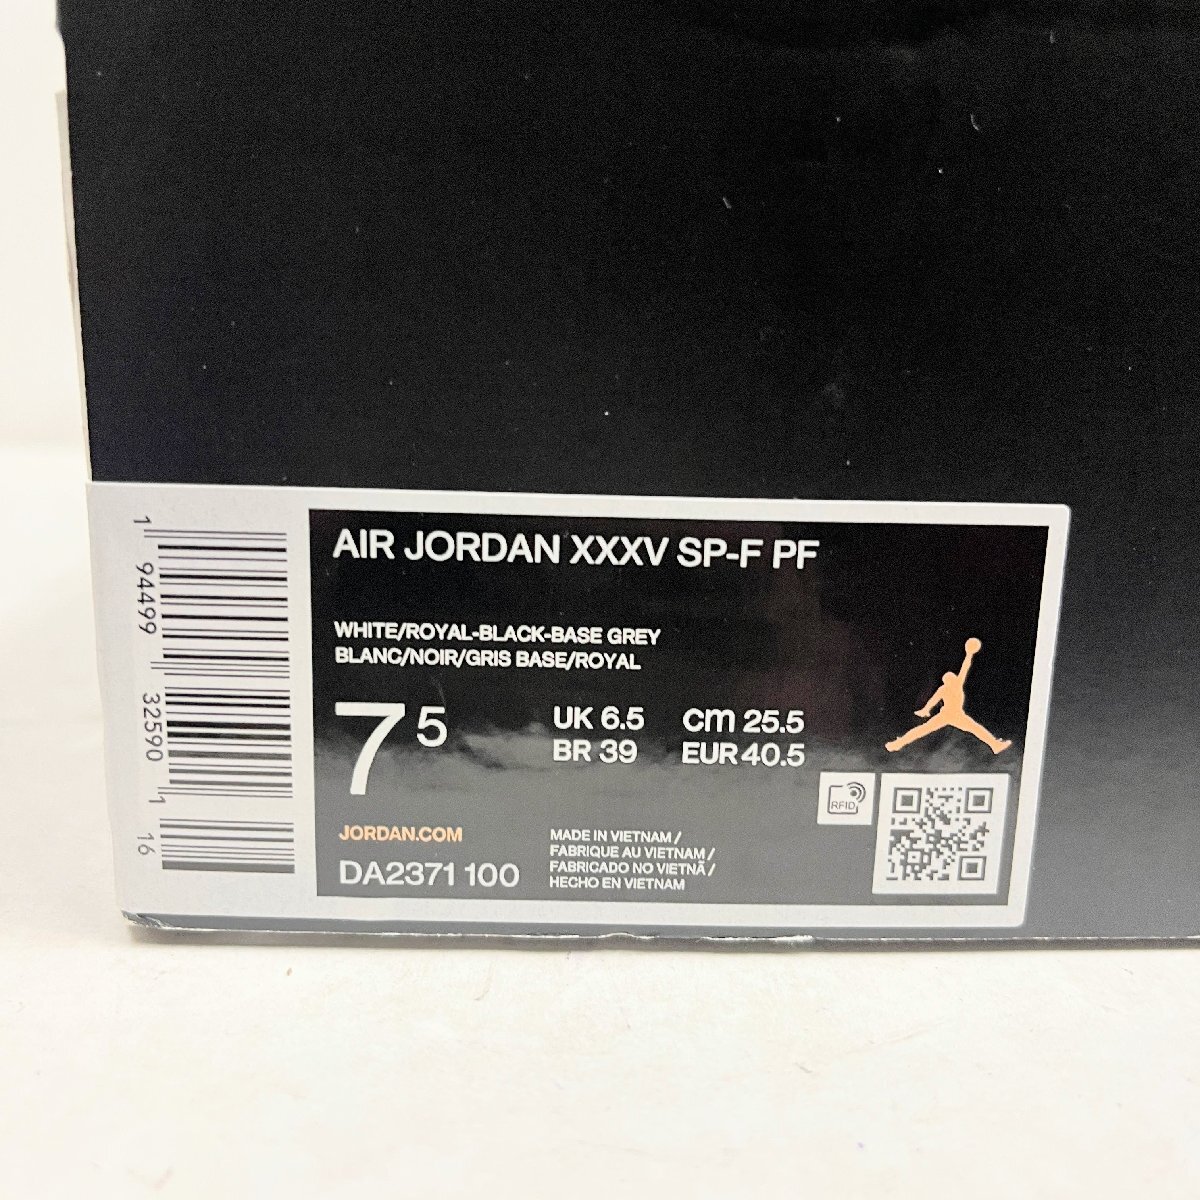 AIR JORDAN XXXV SP-F PF
WHITE/ROYAL-BLACK-BASE GREY
BLANC/NOIR/GRIS BASE/ROYAL
7 5
UK 6.5 cm 25.5
BR 39 EUR 40.5
JORDAN.COM
DA2371 100
MADE IN VIETNAM /
FABRIQUE AU VIETNAM /
FABRICADO NO VIETNÃ /
HECHO EN VIETNAM
RFID
1 94499 32590 1 16